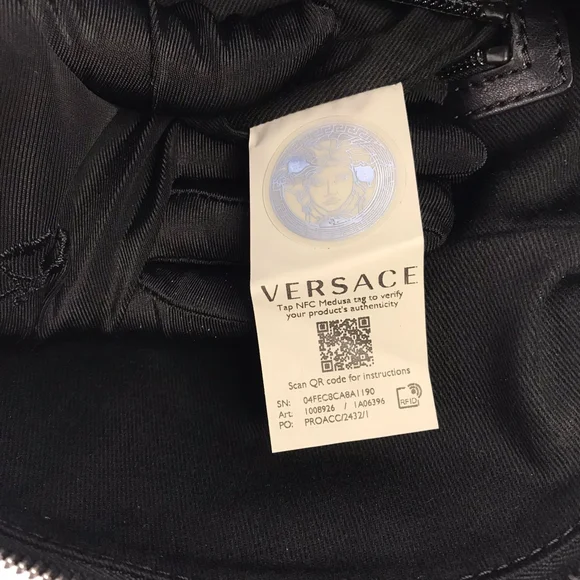 VERSACE
Tap NFC Medusa tag to verify
your product's authenticity
Scan QR code for instructions
SN: 04FEC8CA8A1190
Art: 1008926 / 1A06396
PO: PROACC/2432/1
RFID